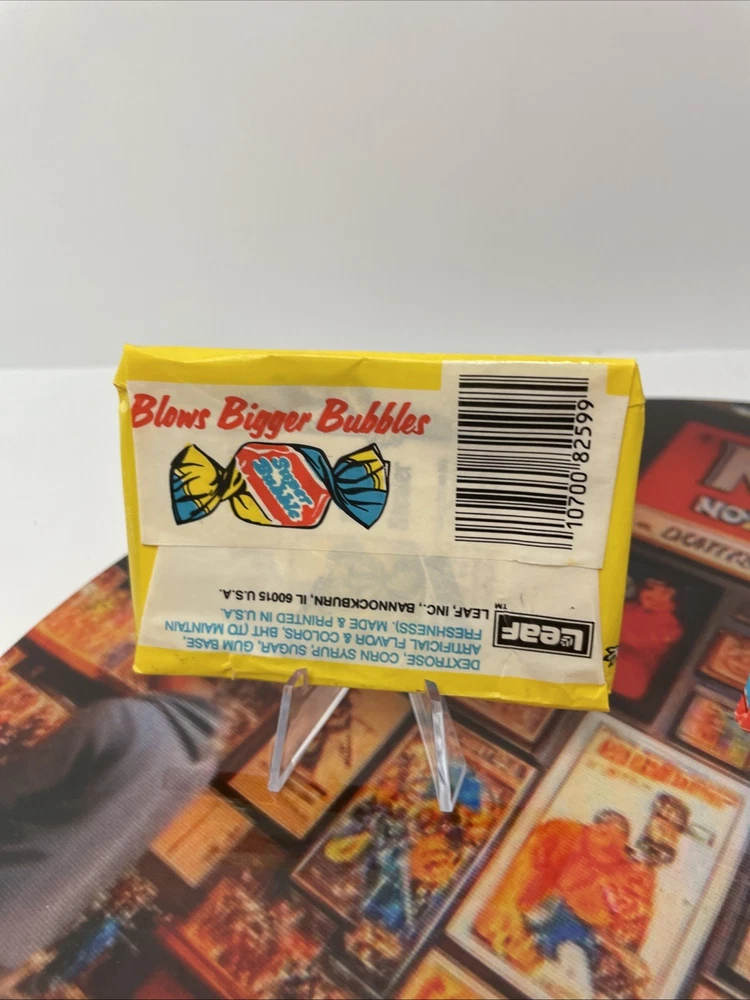 Blows Bigger Bubbles
10700 82599
DEXTROSE, CORN SYRUP, SUGAR, GUM BASE,
ARTIFICIAL FLAVOR & COLORS, BHT (TO MAINTAIN
FRESHNESS). MADE & PRINTED IN U.S.A.
LEAF, INC., BANNOCKBURN, IL 60015 U.S.A.
Leaf™